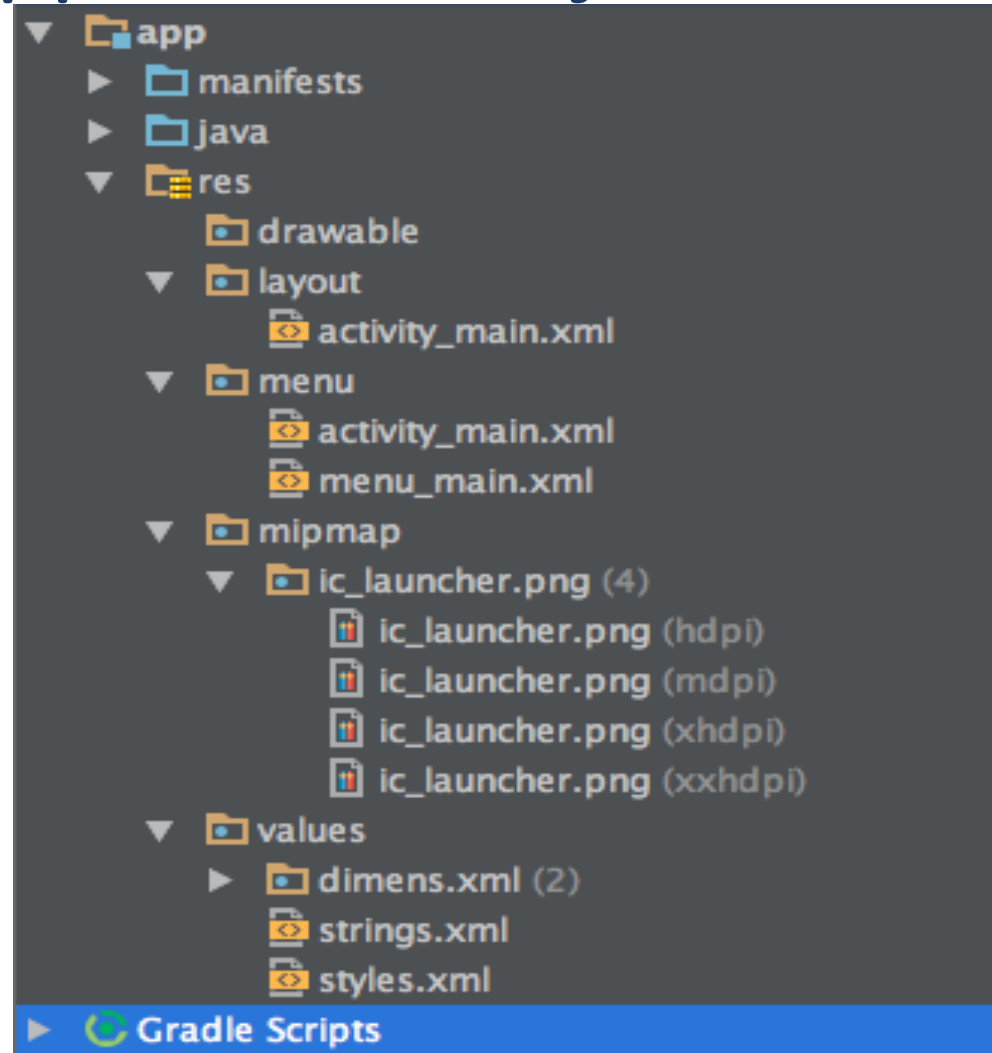 app
manifests
java
res
drawable
layout
activity_main.xml
menu
activity_main.xml
menu_main.xml
mipmap
ic_launcher.png (4)
ic_launcher.png (hdpi)
ic_launcher.png (mdpi)
ic_launcher.png (xhdpi)
ic_launcher.png (xxhdpi)
values
dimens.xml (2)
strings.xml
styles.xml
Gradle Scripts